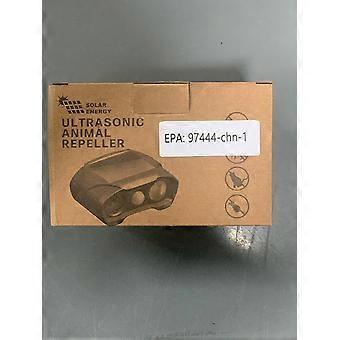 SOLAR
ENERGY
ULTRASONIC
ANIMAL
REPELLER
EPA: 97444-chn-1